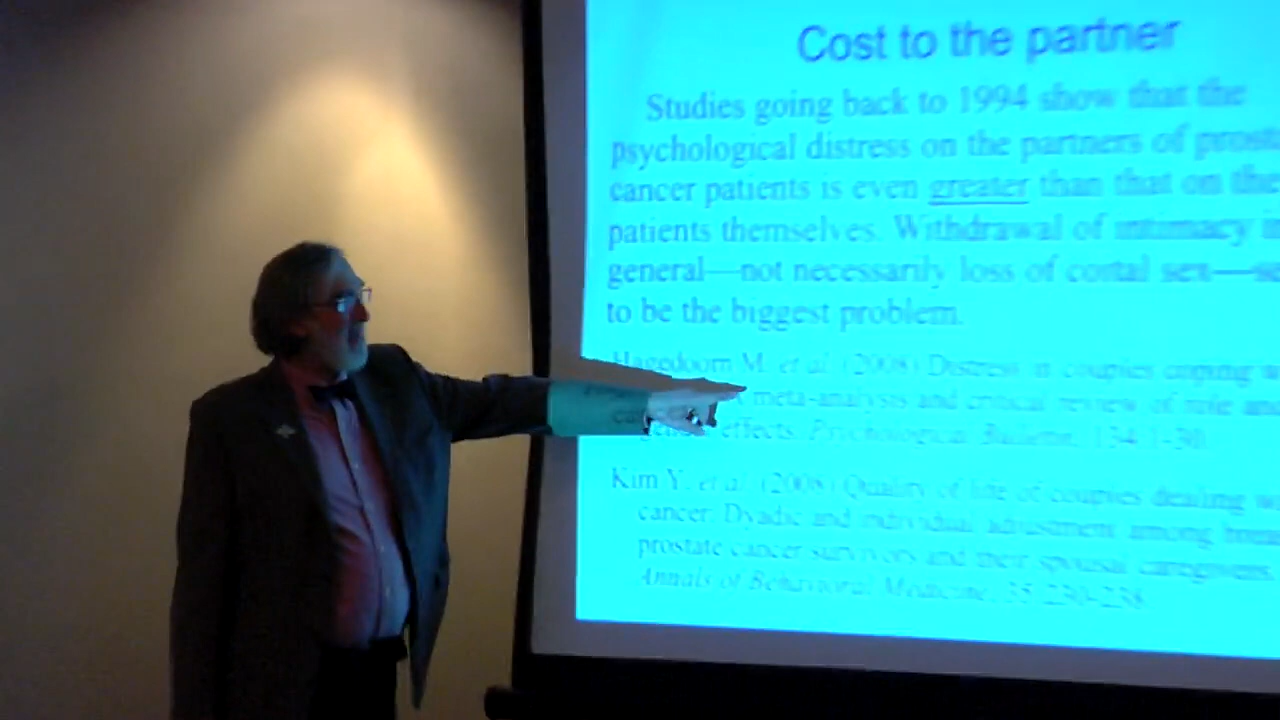 Cost to the partner
Studies going back to 1994 show that the
psychological distress on the partners of
cancer patients is even greater than that on the
patients themselves. Withdrawal of intimacy
general—not necessarily loss of coital sex—
to be the biggest problem.
Hagedoorn M. et al. (2008) Distress in couples coping
meta-analysis and critical review of role
effects. Psychological Bulletin, 134:1-30.
Kim Y. et al. (2008) Quality of life of couples dealing
cancer: Dyadic and individual adjustment among
prostate cancer survivors and their spousal caregivers.
Annals of Behavioral Medicine, 35:230-238